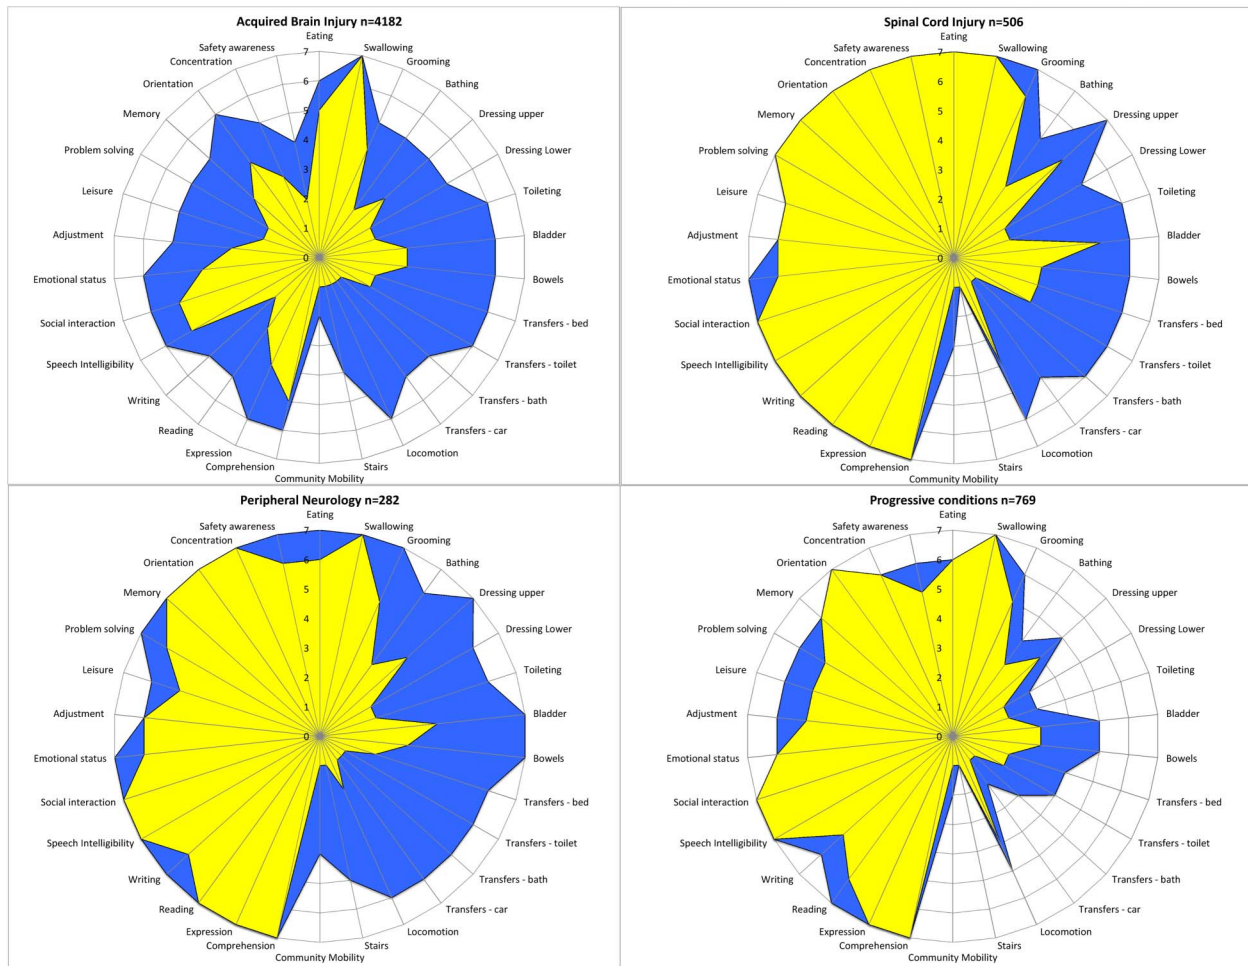 Acquired Brain Injury n=4182
Eating
Swallowing
Grooming
Bathing
Dressing upper
Dressing Lower
Toileting
Bladder
Bowels
Transfers - bed
Transfers - toilet
Transfers - bath
Transfers - car
Locomotion
Stairs
Community Mobility
Comprehension
Expression
Reading
Writing
Speech Intelligibility
Social interaction
Emotional status
Adjustment
Leisure
Problem solving
Memory
Orientation
Concentration
Safety awareness
7
6
5
4
3
2
1
0
Spinal Cord Injury n=506
Eating
Swallowing
Grooming
Bathing
Dressing upper
Dressing Lower
Toileting
Bladder
Bowels
Transfers - bed
Transfers - toilet
Transfers - bath
Transfers - car
Locomotion
Stairs
Community Mobility
Comprehension
Expression
Reading
Writing
Speech Intelligibility
Social interaction
Emotional status
Adjustment
Leisure
Problem solving
Memory
Orientation
Concentration
Safety awareness
7
6
5
4
3
2
1
0
Peripheral Neurology n=282
Eating
Swallowing
Grooming
Bathing
Dressing upper
Dressing Lower
Toileting
Bladder
Bowels
Transfers - bed
Transfers - toilet
Transfers - bath
Transfers - car
Locomotion
Stairs
Community Mobility
Comprehension
Expression
Reading
Writing
Speech Intelligibility
Social interaction
Emotional status
Adjustment
Leisure
Problem solving
Memory
Orientation
Concentration
Safety awareness
7
6
5
4
3
2
1
0
Progressive conditions n=769
Eating
Swallowing
Grooming
Bathing
Dressing upper
Dressing Lower
Toileting
Bladder
Bowels
Transfers - bed
Transfers - toilet
Transfers - bath
Transfers - car
Locomotion
Stairs
Community Mobility
Comprehension
Expression
Reading
Writing
Speech Intelligibility
Social interaction
Emotional status
Adjustment
Leisure
Problem solving
Memory
Orientation
Concentration
Safety awareness
7
6
5
4
3
2
1
0